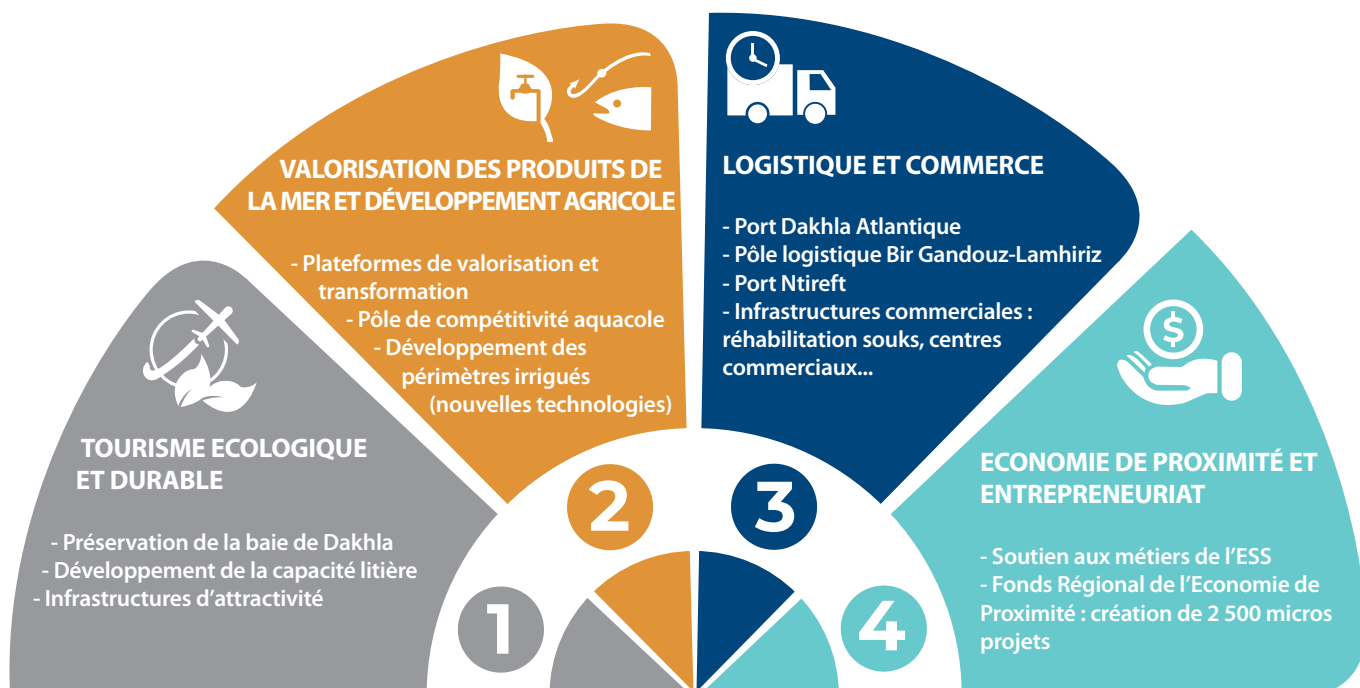 1
TOURISME ECOLOGIQUE
ET DURABLE
- Préservation de la baie de Dakhla
- Développement de la capacité litière
- Infrastructures d’attractivité
2
VALORISATION DES PRODUITS DE
LA MER ET DÉVELOPPEMENT AGRICOLE
- Plateformes de valorisation et
transformation
- Pôle de compétitivité aquacole
- Développement des
périmètres irrigués
(nouvelles technologies)
3
LOGISTIQUE ET COMMERCE
- Port Dakhla Atlantique
- Pôle logistique Bir Gandouz-Lamhiriz
- Port Ntireft
- Infrastructures commerciales :
réhabilitation souks, centres
commerciaux...
4
$
ECONOMIE DE PROXIMITÉ ET
ENTREPRENEURIAT
- Soutien aux métiers de l’ESS
- Fonds Régional de l’Economie de
Proximité : création de 2 500 micros
projets